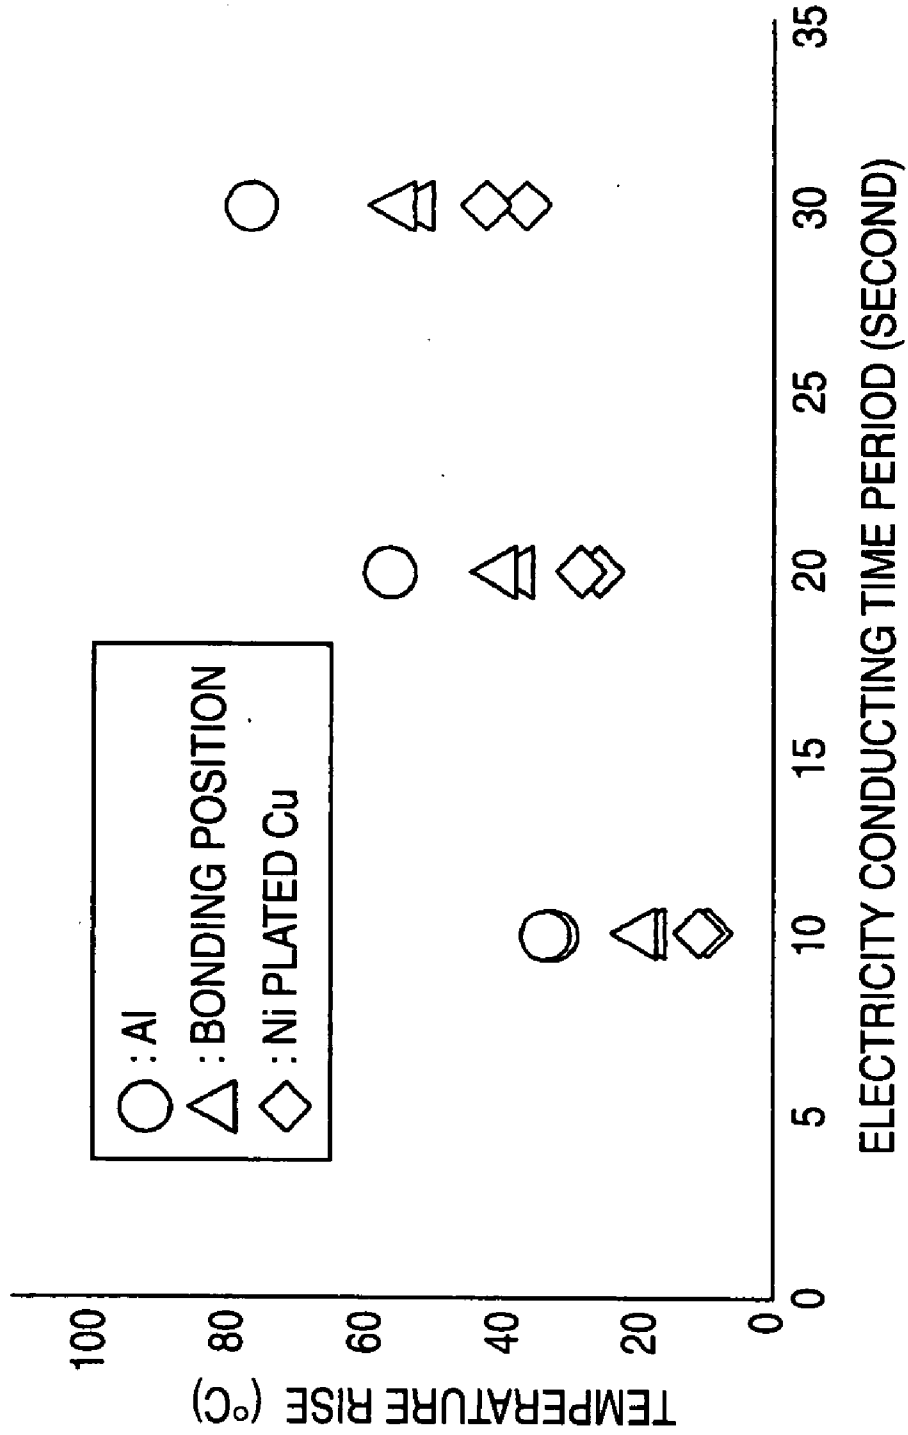 : Al
: BONDING POSITION
: Ni PLATED Cu
TEMPERATURE RISE (°C)
100
80
60
40
20
0
0 5 10 15 20 25 30 35
ELECTRICITY CONDUCTING TIME PERIOD (SECOND)